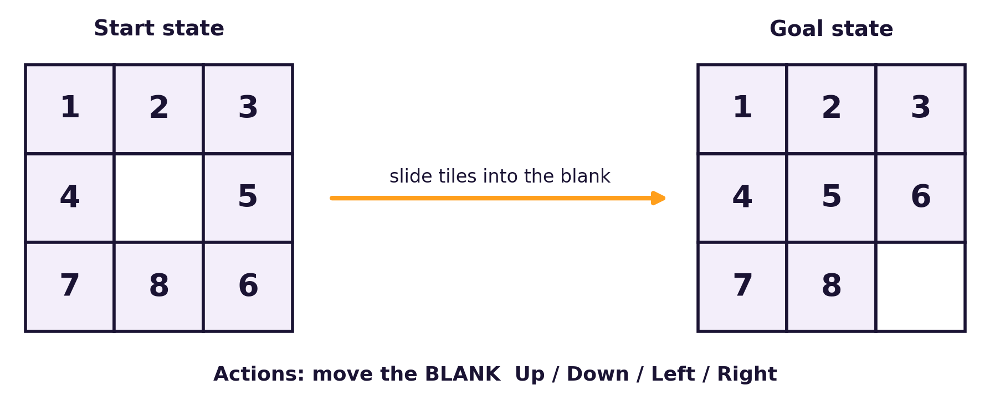 Start state
Goal state
1 2 3
4 5
7 8 6
slide tiles into the blank
1 2 3
4 5 6
7 8
Actions: move the BLANK  Up / Down / Left / Right